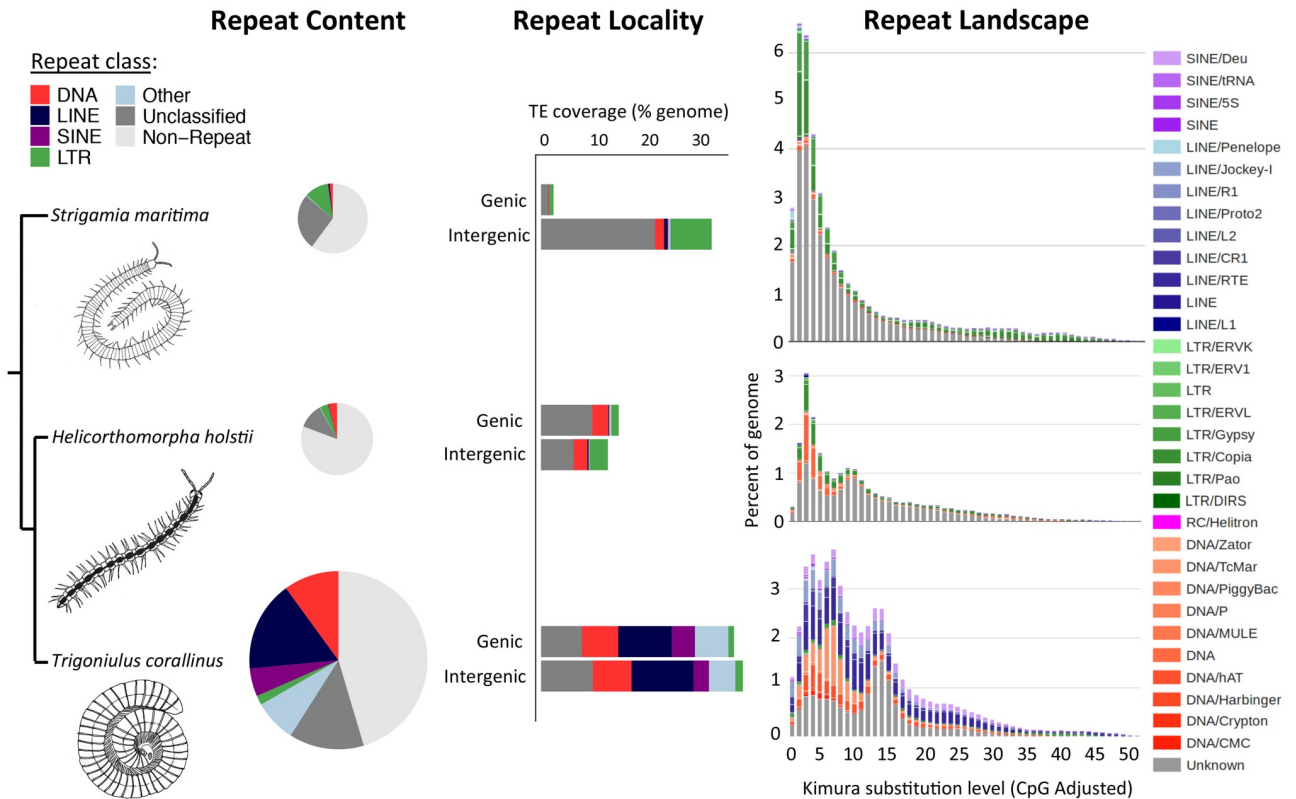 Repeat Content
Repeat Locality
Repeat Landscape
Repeat class:
DNA
LINE
SINE
LTR
Other
Unclassified
Non−Repeat
Strigamia maritima
Helicorthomorpha holstii
Trigoniulus corallinus
TE coverage (% genome)
0 10 20 30
Genic
Intergenic
Genic
Intergenic
Genic
Intergenic
Percent of genome
6
5
4
3
2
1
0
3
2
1
0
3
2
1
0
0 5 10 15 20 25 30 35 40 45 50
Kimura substitution level (CpG Adjusted)
SINE/Deu
SINE/tRNA
SINE/5S
SINE
LINE/Penelope
LINE/Jockey-I
LINE/R1
LINE/Proto2
LINE/L2
LINE/CR1
LINE/RTE
LINE
LINE/L1
LTR/ERVK
LTR/ERV1
LTR
LTR/ERVL
LTR/Gypsy
LTR/Copia
LTR/Pao
LTR/DIRS
RC/Helitron
DNA/Zator
DNA/TcMar
DNA/PiggyBac
DNA/P
DNA/MULE
DNA
DNA/hAT
DNA/Harbinger
DNA/Crypton
DNA/CMC
Unknown